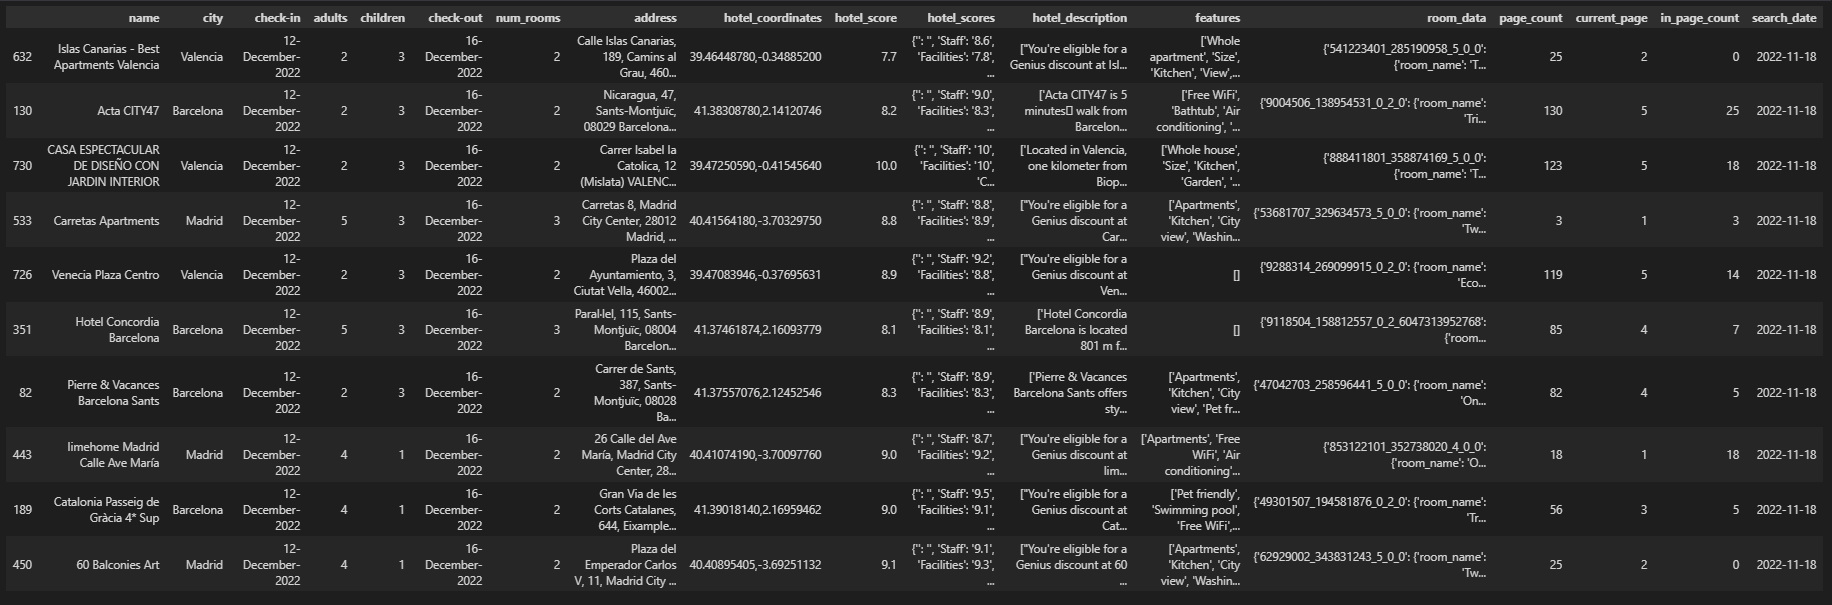 name city check-in adults children check-out num_rooms address hotel_coordinates hotel_score hotel_scores hotel_description features room_data page_count current_page in_page_count search_date
12- 16- Calle Islas Canarias, {'': '', 'Staff': '8.6', ['Whole
Islas Canarias - Best ["You're eligible for a {'541223401_285190958_5_0_0':
632 Valencia December- 2 3 December- 2 189, Camins al 39.46448780,-0.34885200 7.7 'Facilities': '7.8', apartment', 'Size', 25 2 0 2022-11-18
Apartments Valencia Genius discount at Isl... {'room_name': 'T...
2022 2022 Grau, 460... ... 'Kitchen', 'View',...
12- 16- Nicaragua, 47, {'': '', 'Staff': '9.0', ['Acta CITY47 is 5 ['Free WiFi',
{'9004506_138954531_0_2_0': {'room_name':
130 Acta CITY47 Barcelona December- 2 3 December- 2 Sants-Montjuïc, 41.38308780,2.14120746 8.2 'Facilities': '8.3', minutes▯ walk from 'Bathtub', 'Air 130 5 25 2022-11-18
'Tri...
2022 2022 08029 Barcelona... ... Barcelon... conditioning', '...
CASA ESPECTACULAR 12- 16- Carrer Isabel la {'': '', 'Staff': '10', ['Located in Valencia, ['Whole house',
{'888411801_358874169_5_0_0':
730 DE DISEÑO CON Valencia December- 2 3 December- 2 Catolica, 12 39.47250590,-0.41545640 10.0 'Facilities': '10', one kilometer from 'Size', 'Kitchen', 123 5 18 2022-11-18
{'room_name': 'T...
JARDIN INTERIOR 2022 2022 (Mislata) VALENC... 'C... Biop... 'Garden', '...
12- 16- Carretas 8, Madrid {'': '', 'Staff': '8.8', ["You're eligible for a ['Apartments',
{'53681707_329634573_5_0_0': {'room_name':
533 Carretas Apartments Madrid December- 5 3 December- 3 City Center, 28012 40.41564180,-3.70329750 8.8 'Facilities': '8.9', Genius discount at 'Kitchen', 'City 3 1 3 2022-11-18
'Tw...
2022 2022 Madrid, ... ... Car... view', 'Washin...
12- 16- Plaza del {'': '', 'Staff': '9.2', ["You're eligible for a
{'9288314_269099915_0_2_0': {'room_name':
726 Venecia Plaza Centro Valencia December- 2 3 December- 2 Ayuntamiento, 3, 39.47083946,-0.37695631 8.9 'Facilities': '8.8', Genius discount at [] 119 5 14 2022-11-18
'Eco...
2022 2022 Ciutat Vella, 46002... ... Ven...
12- 16- Paral·lel, 115, Sants- {'': '', 'Staff': '8.9', ['Hotel Concordia
Hotel Concordia {'9118504_158812557_0_2_6047313952768':
351 Barcelona December- 5 3 December- 3 Montjuïc, 08004 41.37461874,2.16093779 8.1 'Facilities': '8.1', Barcelona is located [] 85 4 7 2022-11-18
Barcelona {'room...
2022 2022 Barcelon... ... 801 m f...
Carrer de Sants,
12- 16- 387, Sants- {'': '', 'Staff': '8.9', ['Pierre & Vacances ['Apartments',
Pierre & Vacances {'47042703_258596441_5_0_0': {'room_name':
82 Barcelona December- 2 3 December- 2 Montjuïc, 08028 41.37557076,2.12452546 8.3 'Facilities': '8.3', Barcelona Sants offers 'Kitchen', 'City 82 4 5 2022-11-18
Barcelona Sants 'On...
2022 2022 Ba... ... sty... view', 'Pet fr...
12- 16- 26 Calle del Ave {'': '', 'Staff': '8.7', ["You're eligible for a ['Apartments', 'Free
limehome Madrid {'853122101_352738020_4_0_0':
443 Madrid December- 4 1 December- 2 María, Madrid City 40.41074190,-3.70097760 9.0 'Facilities': '9.2', Genius discount at WiFi', 'Air 18 1 18 2022-11-18
Calle Ave María {'room_name': 'O...
2022 2022 Center, 28... ... lim... conditioning'...
12- 16- Gran Via de les {'': '', 'Staff': '9.5', ["You're eligible for a ['Pet friendly',
Catalonia Passeig de {'49301507_194581876_0_2_0': {'room_name':
189 Barcelona December- 4 1 December- 2 Corts Catalanes, 41.39018140,2.16959462 9.0 'Facilities': '9.1', Genius discount at 'Swimming pool', 56 3 5 2022-11-18
Gràcia 4* Sup 'Tr...
2022 2022 644, Eixample... ... Cat... 'Free WiFi',...
12- 16- Plaza del {'': '', 'Staff': '9.1', ["You're eligible for a ['Apartments',
{'62929002_343831243_5_0_0': {'room_name':
450 60 Balconies Art Madrid December- 4 1 December- 2 Emperador Carlos 40.40895405,-3.69251132 9.1 'Facilities': '9.3', Genius discount at 60 'Kitchen', 'City 25 2 0 2022-11-18
'Tw...
2022 2022 V, 11, Madrid City ... ... ... view', 'Washin...